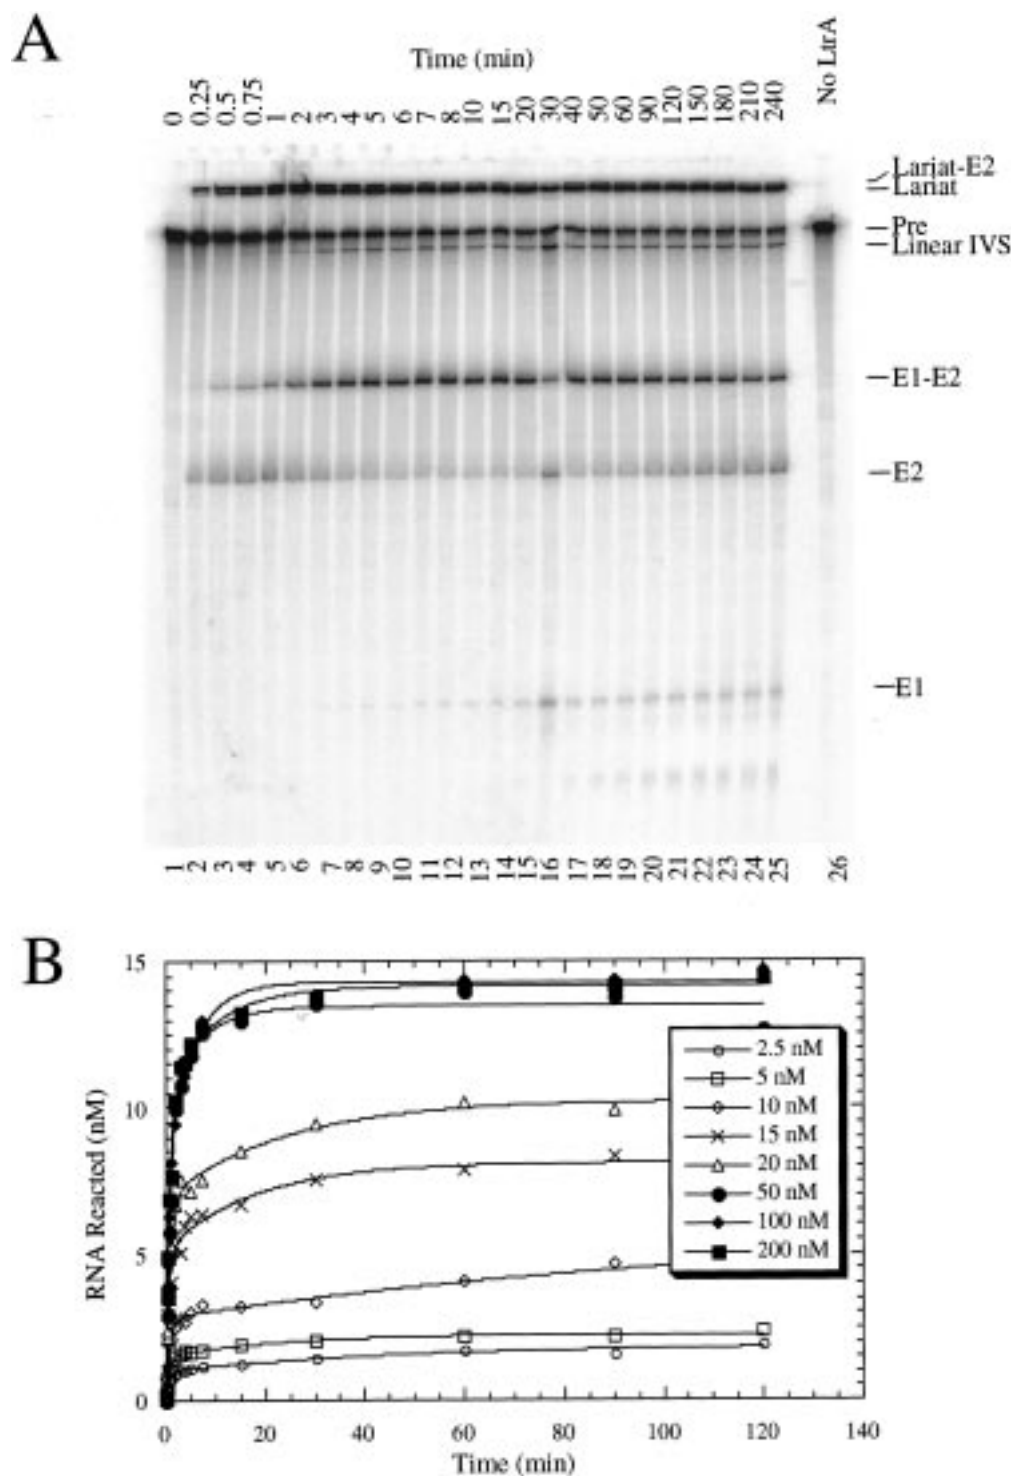 A
Time (min)
0 0.25 0.5 0.75 1 2 3 4 5 6 7 8 10 15 20 30 40 50 60 90 120 150 180 210 240 No LtrA
Lariat-E2
Lariat
Pre
Linear IVS
E1-E2
E2
E1
1 2 3 4 5 6 7 8 9 10 11 12 13 14 15 16 17 18 19 20 21 22 23 24 25 26
B
RNA Reacted (nM)
15
10
5
0
2.5 nM
5 nM
10 nM
15 nM
20 nM
50 nM
100 nM
200 nM
0 20 40 60 80 100 120 140
Time (min)